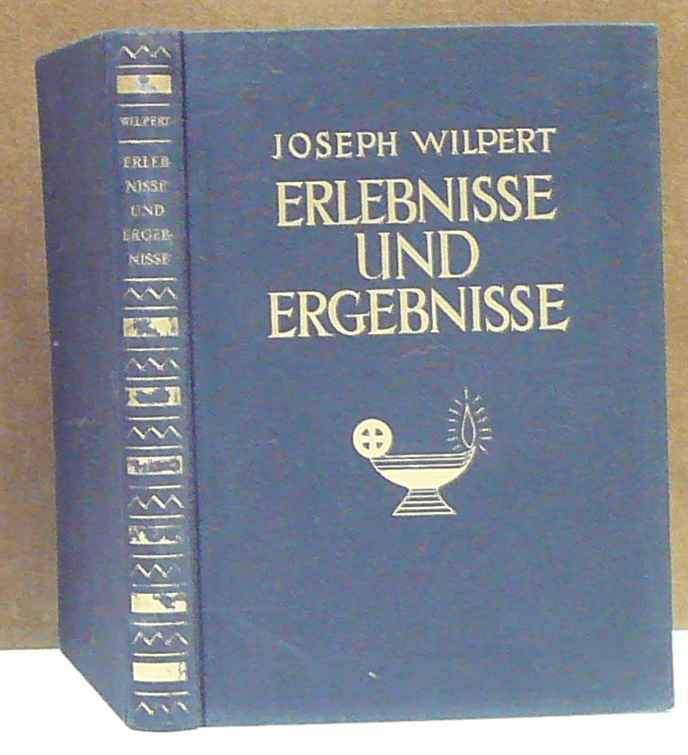 WILPERT
ERLEB-
NISSE
UND
ERGEB-
NISSE
JOSEPH WILPERT
ERLEBNISSE
UND
ERGEBNISSE